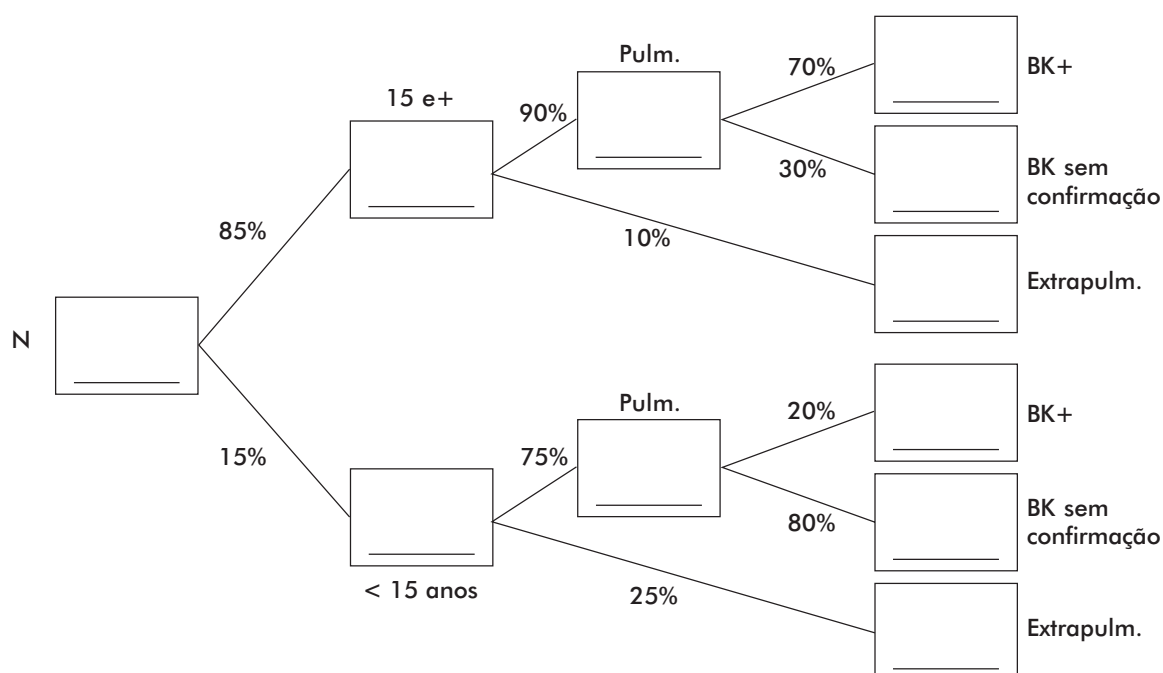 Pulm.
70%
BK+
15 e+
90%
30%
BK sem
confirmação
85%
10%
Extrapulm.
N
Pulm.
20%
BK+
15%
75%
80%
BK sem
confirmação
< 15 anos
25%
Extrapulm.